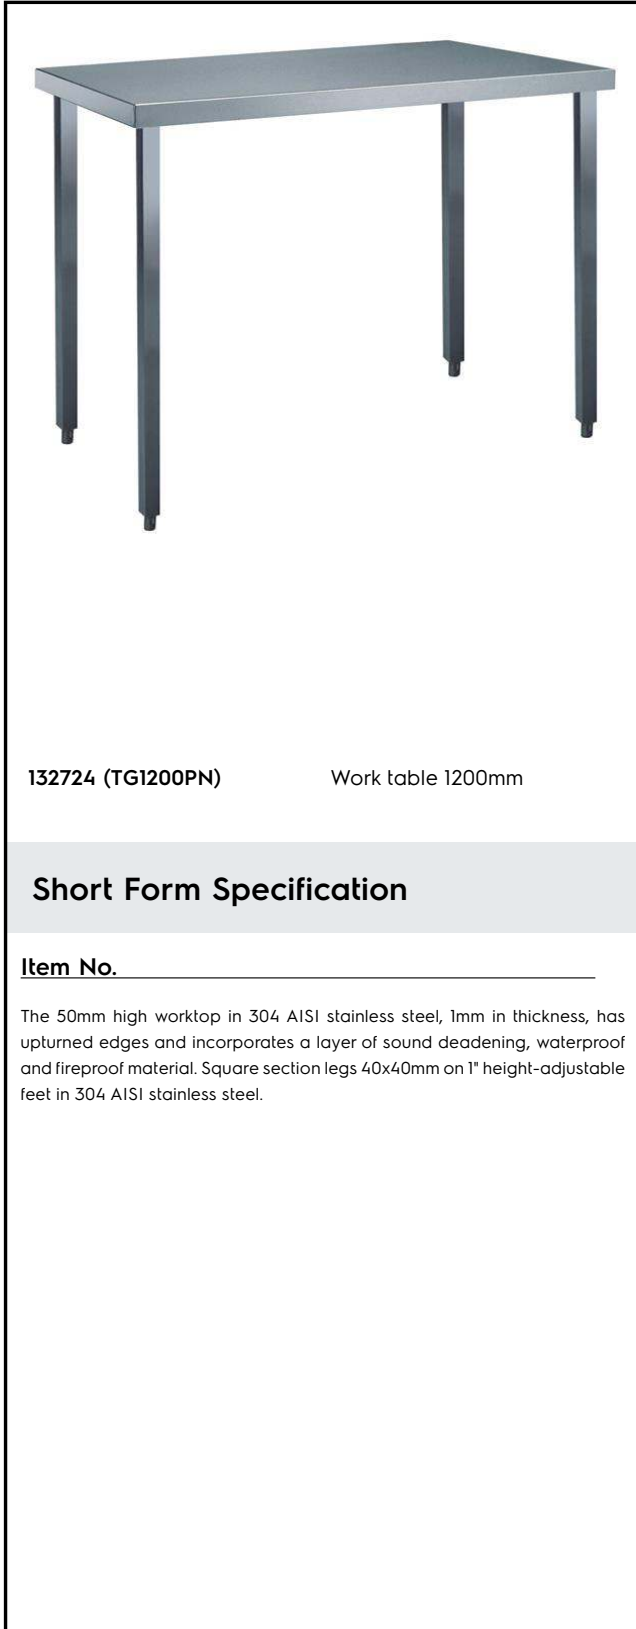 132724 (TG1200PN) Work table 1200mm
Short Form Specification
Item No.
The 50mm high worktop in 304 AISI stainless steel, 1mm in thickness, has
upturned edges and incorporates a layer of sound deadening, waterproof
and fireproof material. Square section legs 40x40mm on 1" height-adjustable
feet in 304 AISI stainless steel.